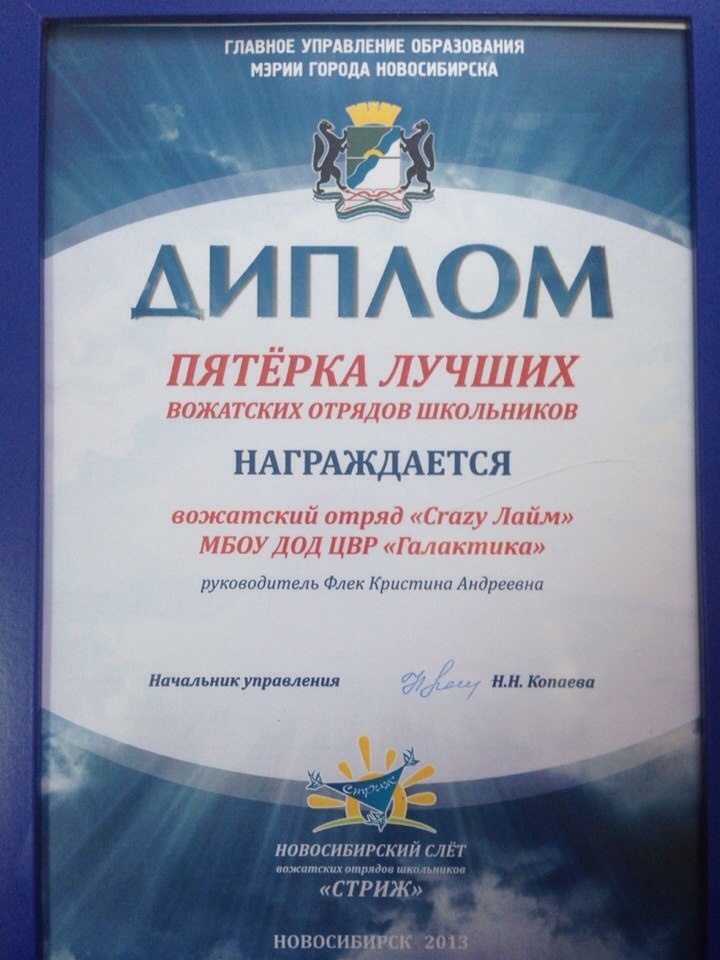 ГЛАВНОЕ УПРАВЛЕНИЕ ОБРАЗОВАНИЯ
МЭРИИ ГОРОДА НОВОСИБИРСКА
ДИПЛОМ
ПЯТЁРКА ЛУЧШИХ
ВОЖАТСКИХ ОТРЯДОВ ШКОЛЬНИКОВ
НАГРАЖДАЕТСЯ
вожатский отряд «Crazy Лайм»
МБОУ ДОД ЦВР «Галактика»
руководитель Флек Кристина Андреевна
Начальник управления Н.Н. Копаева
Стриж
НОВОСИБИРСКИЙ СЛЁТ
вожатских отрядов школьников
«СТРИЖ»
НОВОСИБИРСК 2013